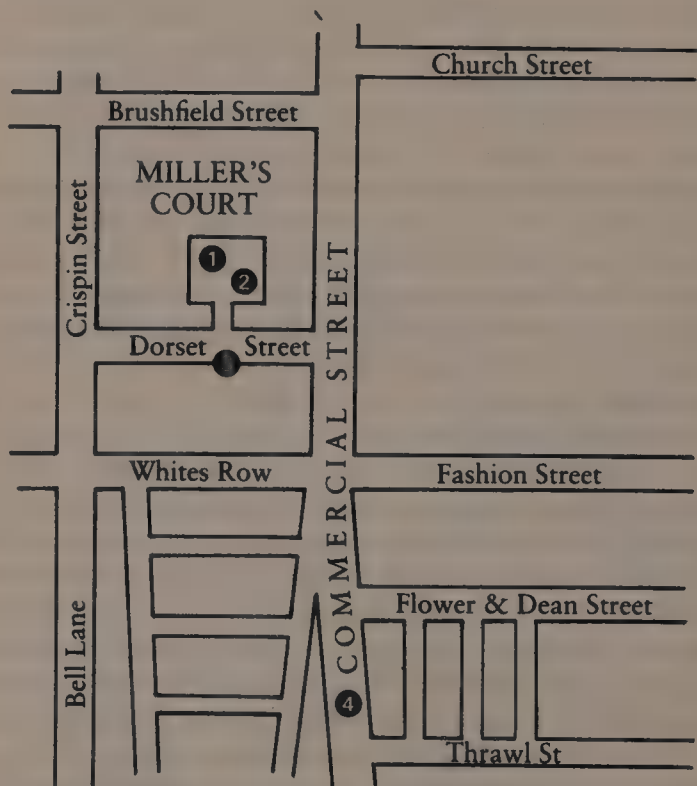 Church Street
Brushfield Street
MILLER'S
COURT
Crispin Street
1
2
Dorset Street
COMMERCIAL STREET
Whites Row
Fashion Street
Flower & Dean Street
Bell Lane
4
Thrawl St